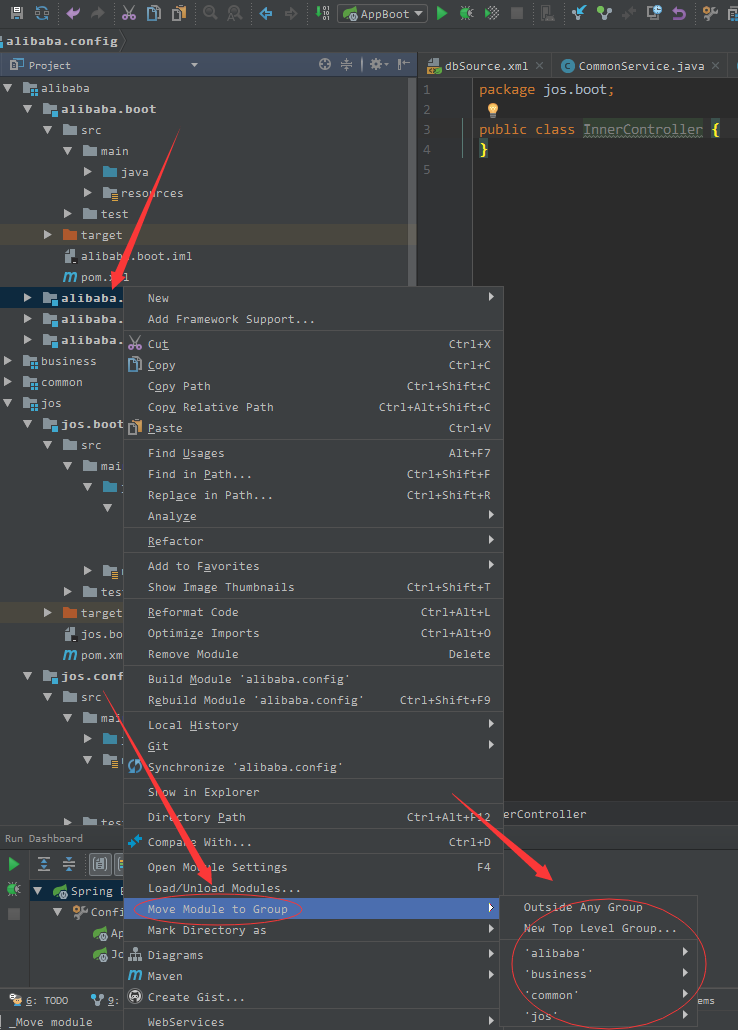 AppBoot
alibaba.config
Project
dbSource.xml
CommonService.java
alibaba
alibaba.boot
src
main
java
resources
test
target
alibaba.boot.iml
pom.xml
alibaba.
alibaba.
alibaba.
business
common
jos
jos.boot
src
mai
test
target
jos.bo
pom.xm
jos.conf
src
mai
test
1
2
3
4
5
package jos.boot;
public class InnerController {
}
New
Add Framework Support...
Cut Ctrl+X
Copy Ctrl+C
Copy Path Ctrl+Shift+C
Copy Relative Path Ctrl+Alt+Shift+C
Paste Ctrl+V
Find Usages Alt+F7
Find in Path... Ctrl+Shift+F
Replace in Path... Ctrl+Shift+R
Analyze
Refactor
Add to Favorites
Show Image Thumbnails Ctrl+Shift+T
Reformat Code Ctrl+Alt+L
Optimize Imports Ctrl+Alt+O
Remove Module Delete
Build Module 'alibaba.config'
Rebuild Module 'alibaba.config' Ctrl+Shift+F9
Local History
Git
Synchronize 'alibaba.config'
Show in Explorer
Directory Path Ctrl+Alt+F12
Compare With... Ctrl+D
Open Module Settings F4
Load/Unload Modules...
Move Module to Group
Mark Directory as
Diagrams
Maven
Create Gist...
WebServices
Outside Any Group
New Top Level Group...
'alibaba'
'business'
'common'
'jos'
nerController
Run Dashboard
Spring B
Confi
Ap
Jo
6: TODO
9:
ems
_Move module